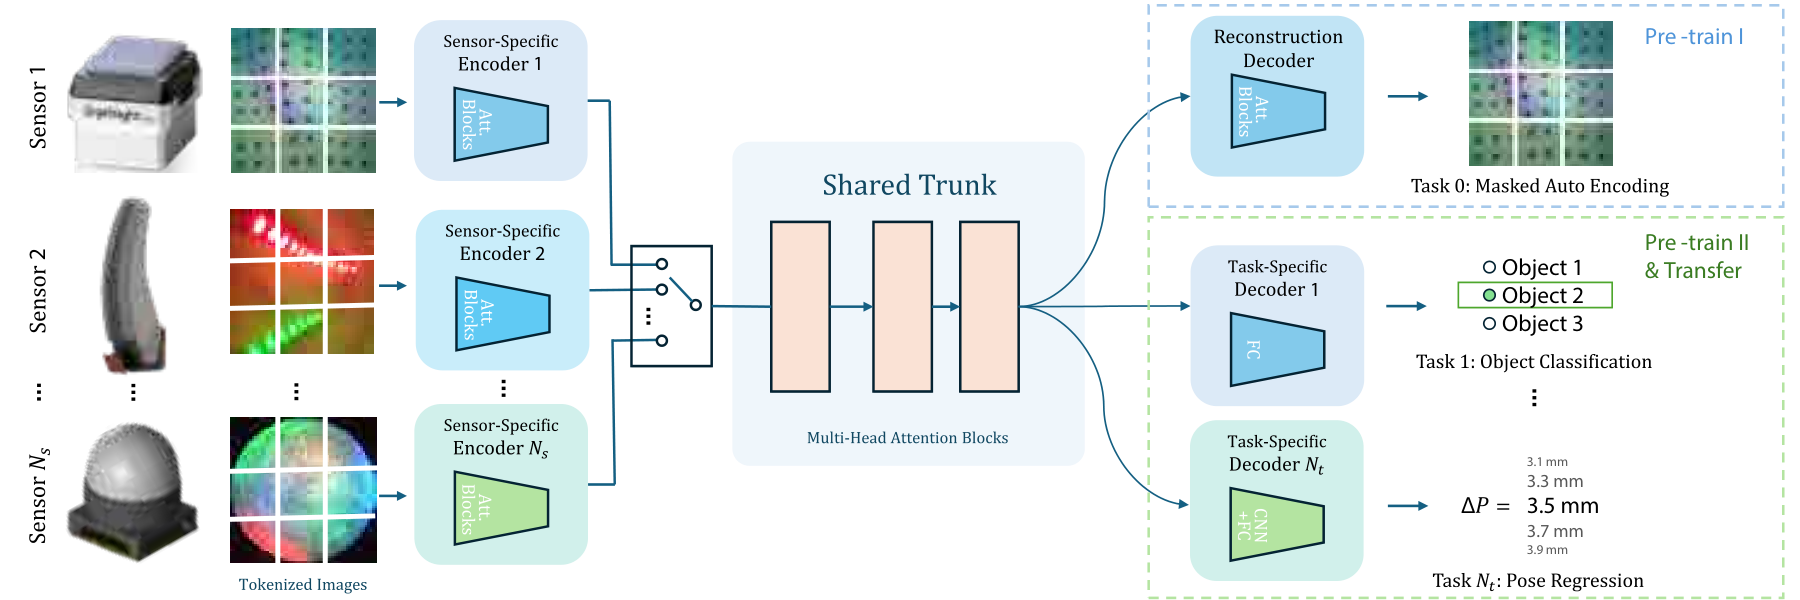 Sensor 1
Sensor-Specific
Encoder 1
Att.
Blocks
Sensor 2
Sensor-Specific
Encoder 2
Att.
Blocks
...
...
...
...
...
Sensor Nₛ
Sensor-Specific
Encoder Nₛ
Att.
Blocks
Tokenized Images
Shared Trunk
Multi-Head Attention Blocks
Reconstruction
Decoder
Att.
Blocks
Pre -train I
Task 0: Masked Auto Encoding
Pre -train II
& Transfer
Task-Specific
Decoder 1
FC
Object 1
Object 2
Object 3
Task 1: Object Classification
...
Task-Specific
Decoder Nₜ
CNN
+FC
3.1 mm
3.3 mm
ΔP = 3.5 mm
3.7 mm
3.9 mm
Task Nₜ: Pose Regression